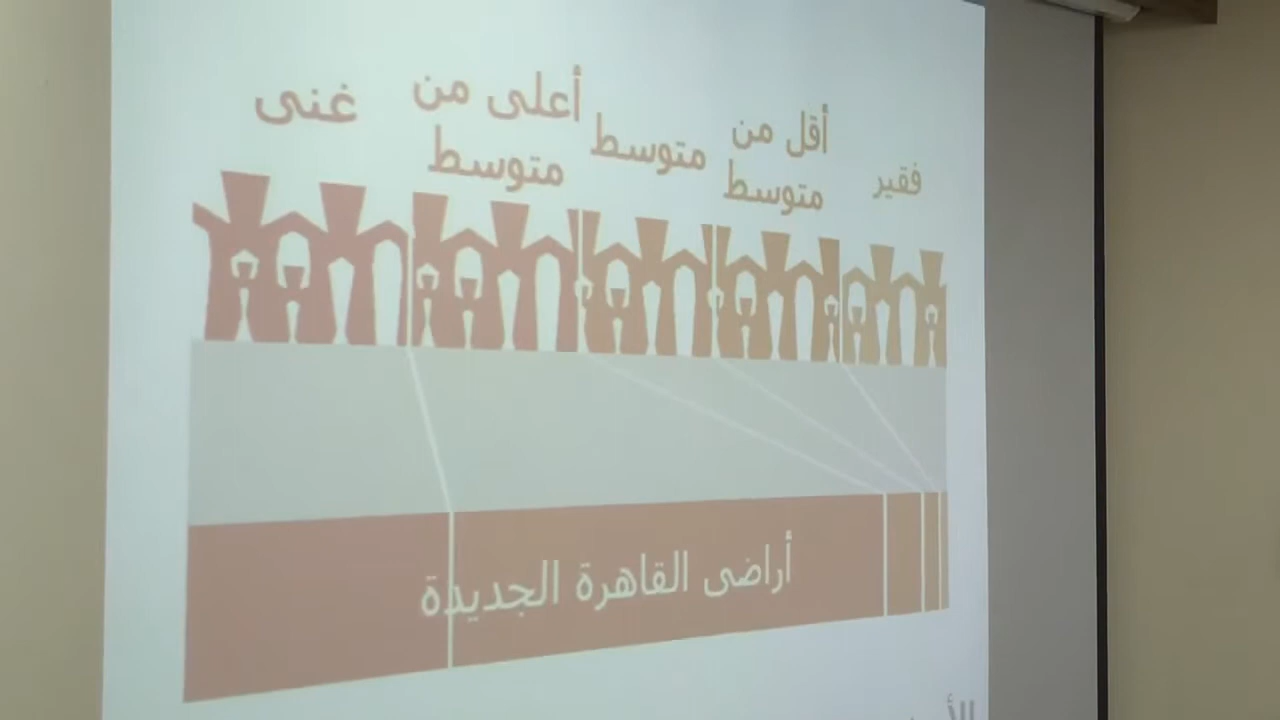 فقير
أقل من
متوسط
متوسط
أعلى من
متوسط
غنى
أراضى القاهرة الجديدة